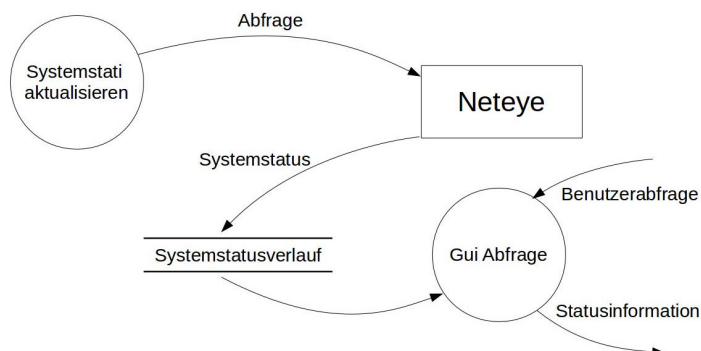 Abfrage
Systemstati
aktualisieren
Neteye
Systemstatus
Benutzerabfrage
Systemstatusverlauf
Gui Abfrage
Statusinformation